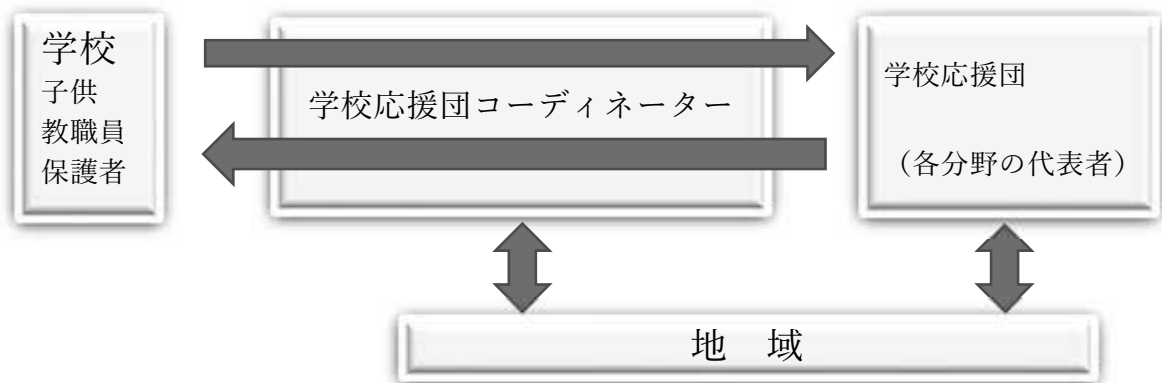 学校
子供
教職員
保護者
学校応援団コーディネーター
学校応援団
（各分野の代表者）
地　域